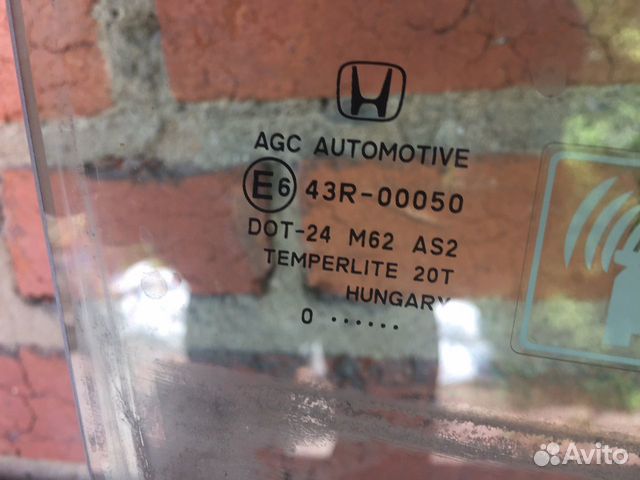 AGC AUTOMOTIVE
E6 43R-00050
DOT-24 M62 AS2
TEMPERLITE 20T
HUNGARY
0 ······
Avito